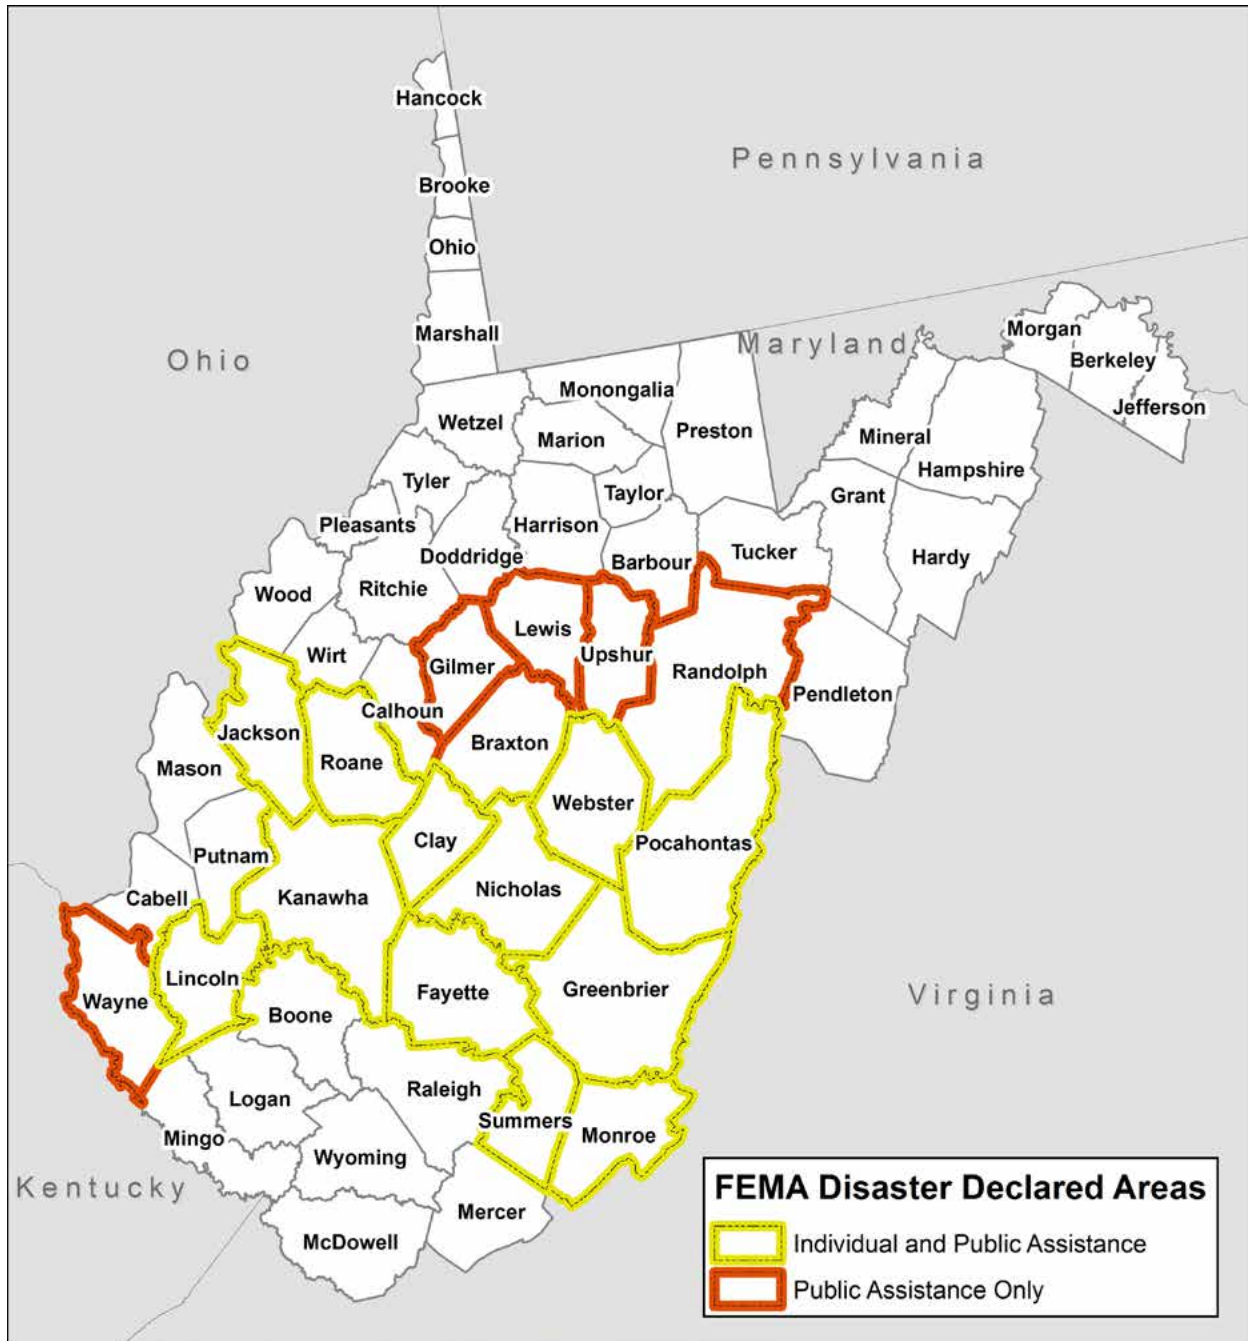 Hancock
Pennsylvania
Brooke
Ohio
Marshall
Ohio
Maryland
Morgan
Berkeley
Jefferson
Monongalia
Wetzel
Marion
Preston
Mineral
Hampshire
Tyler
Taylor
Grant
Pleasants
Harrison
Doddridge
Barbour
Tucker
Hardy
Wood
Ritchie
Lewis
Wirt
Gilmer
Upshur
Randolph
Pendleton
Calhoun
Jackson
Braxton
Roane
Mason
Webster
Clay
Pocahontas
Putnam
Cabell
Kanawha
Nicholas
Lincoln
Wayne
Fayette
Greenbrier
Virginia
Boone
Raleigh
Logan
Summers
Monroe
Mingo
Wyoming
Kentucky
Mercer
McDowell
FEMA Disaster Declared Areas
Individual and Public Assistance
Public Assistance Only